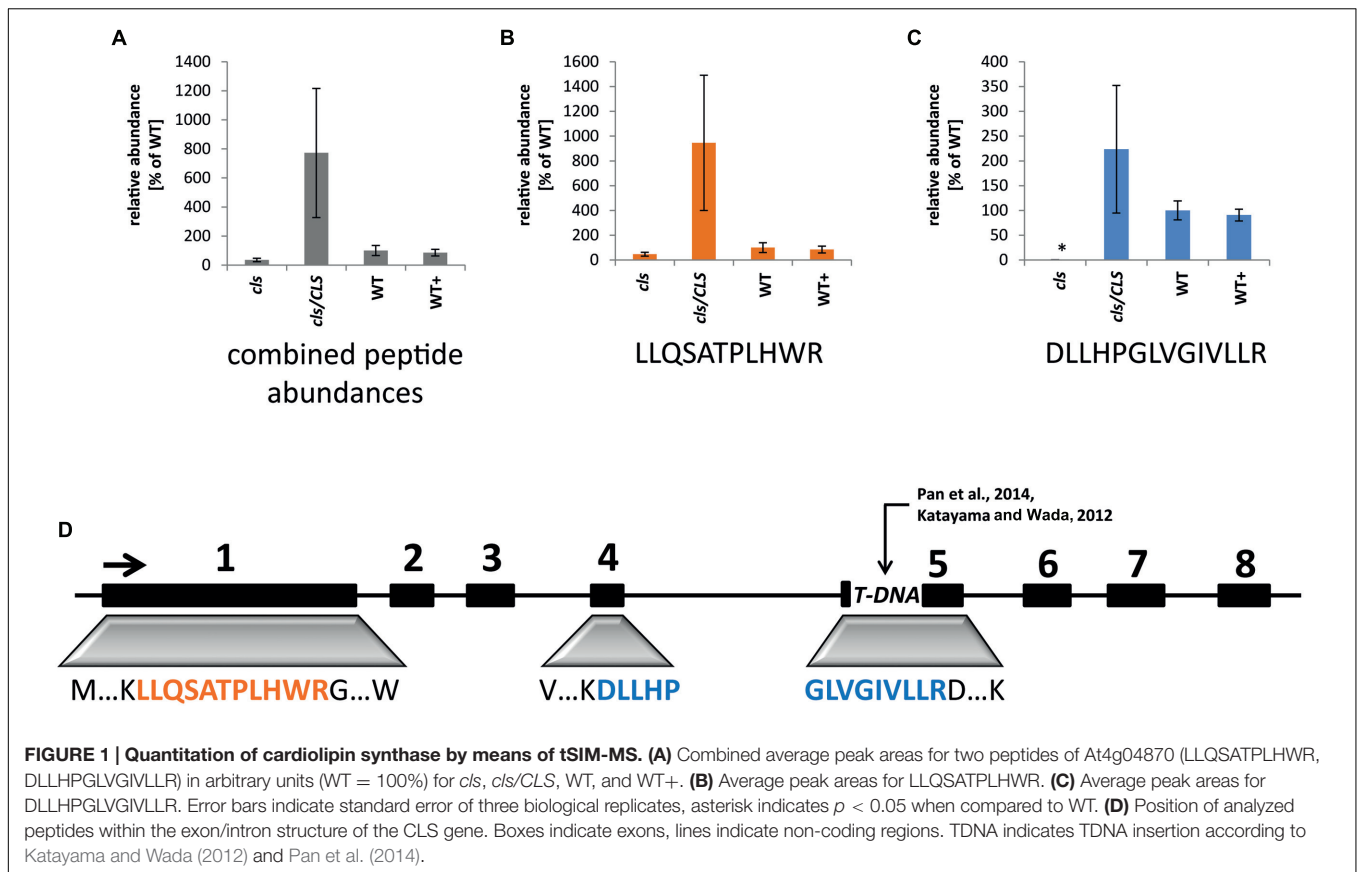 A
relative abundance
[% of WT]
1400
1200
1000
800
600
400
200
0
cls
cls/CLS
WT
WT+
combined peptide
abundances
B
relative abundance
[% of WT]
1600
1400
1200
1000
800
600
400
200
0
cls
cls/CLS
WT
WT+
LLQSATPLHWR
C
relative abundance
[% of WT]
400
350
300
250
200
150
100
50
0
*
cls
cls/CLS
WT
WT+
DLLHPGLVGIVLLR
D
Pan et al., 2014,
Katayama and Wada, 2012
1 2 3 4 T-DNA 5 6 7 8
M...KLLQSATPLHWRG...W
V...KDLLHP
GLVGIVLLRD...K
FIGURE 1 | Quantitation of cardiolipin synthase by means of tSIM-MS. (A) Combined average peak areas for two peptides of At4g04870 (LLQSATPLHWR,
DLLHPGLVGIVLLR) in arbitrary units (WT = 100%) for cls, cls/CLS, WT, and WT+. (B) Average peak areas for LLQSATPLHWR. (C) Average peak areas for
DLLHPGLVGIVLLR. Error bars indicate standard error of three biological replicates, asterisk indicates p < 0.05 when compared to WT. (D) Position of analyzed
peptides within the exon/intron structure of the CLS gene. Boxes indicate exons, lines indicate non-coding regions. TDNA indicates TDNA insertion according to
Katayama and Wada (2012) and Pan et al. (2014).